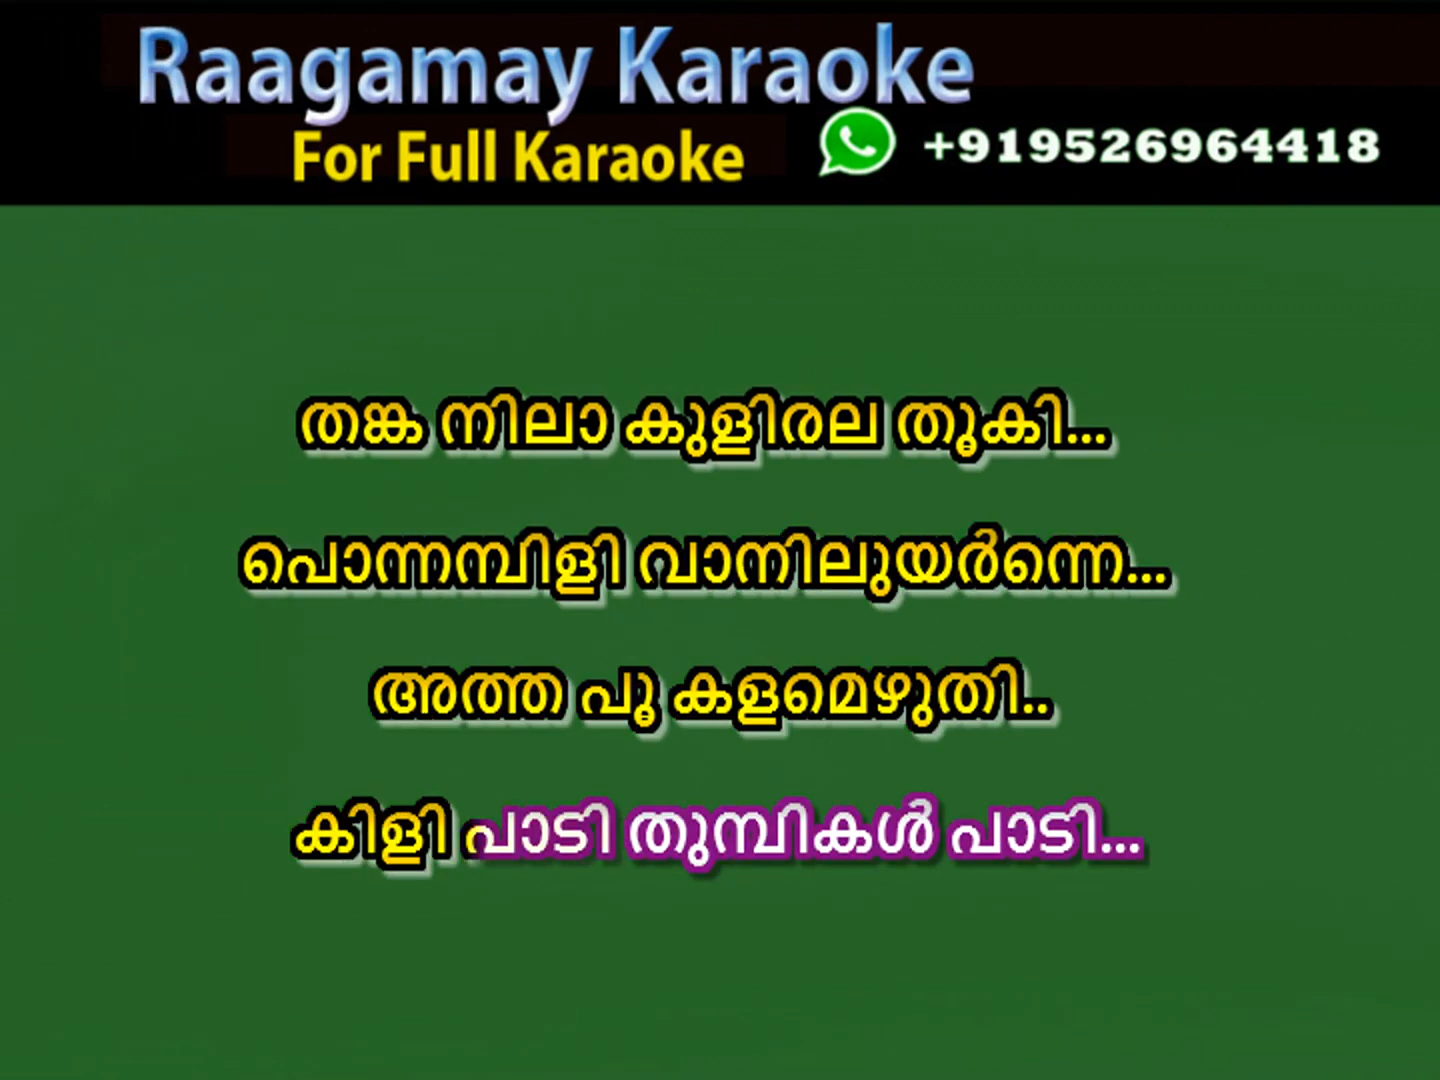 Raagamay Karaoke
For Full Karaoke +919526964418
തങ്ക നിലാ കുളിരല തൂകി...
പൊന്നമ്പിളി വാനിലുയർന്നെ...
അത്ത പൂ കളമെഴുതി..
കിളി പാടി തുമ്പികൾ പാടി...